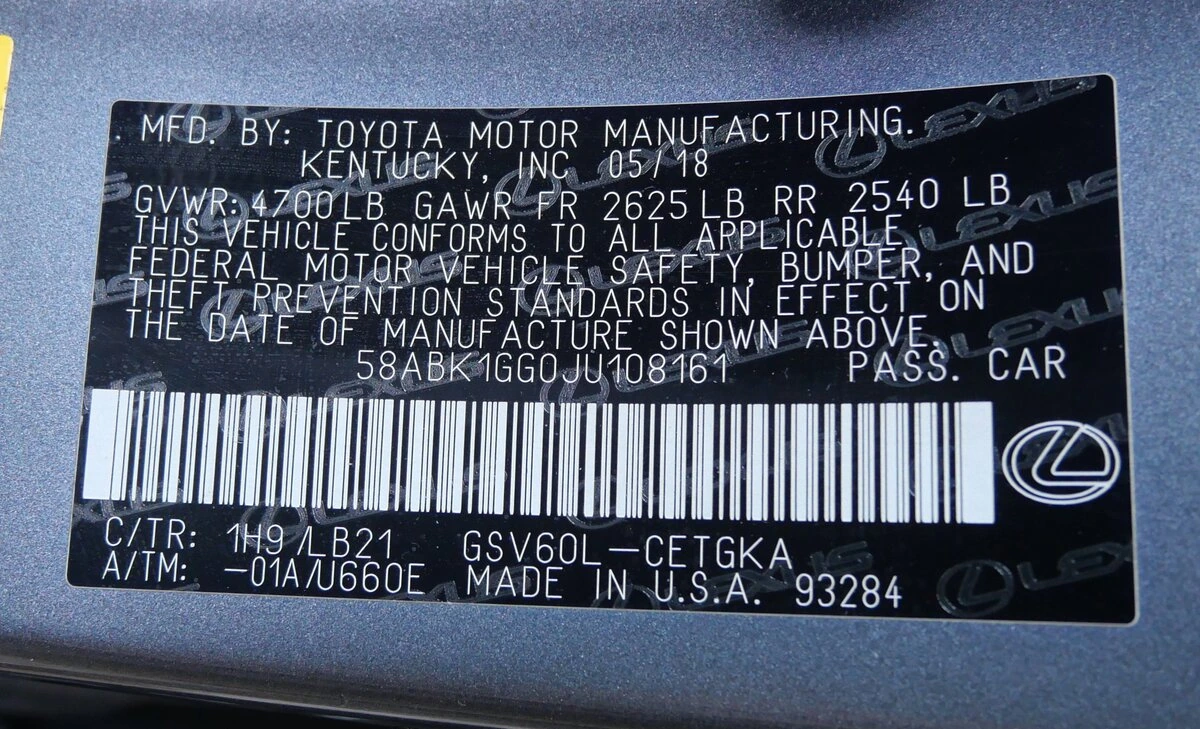 MFD. BY: TOYOTA MOTOR MANUFACTURING.
KENTUCKY, INC 05/18
GVWR: 4700LB GAWR FR 2625LB RR 2540 LB
THIS VEHICLE CONFORMS TO ALL APPLICABLE
FEDERAL MOTOR VEHICLE SAFETY, BUMPER, AND
THEFT PREVENTION STANDARDS IN EFFECT ON
THE DATE OF MANUFACTURE SHOWN ABOVE.
58ABK1GG0JU108161 PASS. CAR
C/TR: 1H9 /LB21 GSV60L-CETGKA
A/TM: -01A/U660E MADE IN U.S.A. 93284
LEXUS